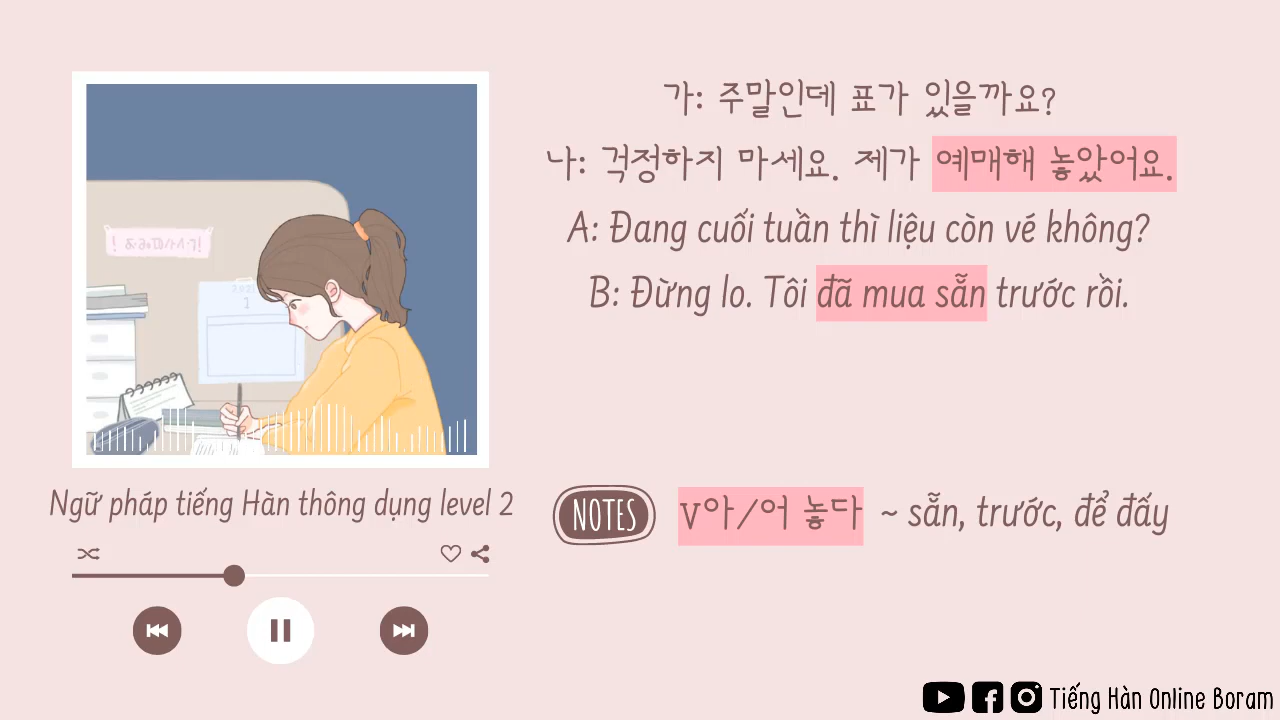 가: 주말인데 표가 있을까요?
나: 걱정하지 마세요. 제가 예매해 놓았어요.
A: Đang cuối tuần thì liệu còn vé không?
B: Đừng lo. Tôi đã mua sẵn trước rồi.
1
Ngữ pháp tiếng Hàn thông dụng level 2
NOTES V아/어 놓다 ~ sẵn, trước, để đấy
Tiếng Hàn Online Boram